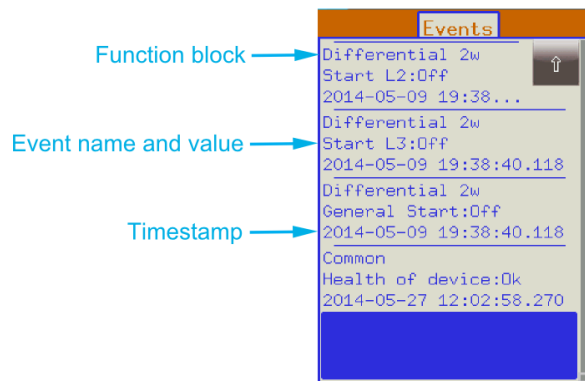 Events
Function block
Differential 2w
Start L2:Off
2014-05-09 19:38...
Differential 2w
Event name and value
Start L3:Off
2014-05-09 19:38:40.118
Differential 2w
General Start:Off
Timestamp
2014-05-09 19:38:40.118
Common
Health of device:Ok
2014-05-27 12:02:58.270